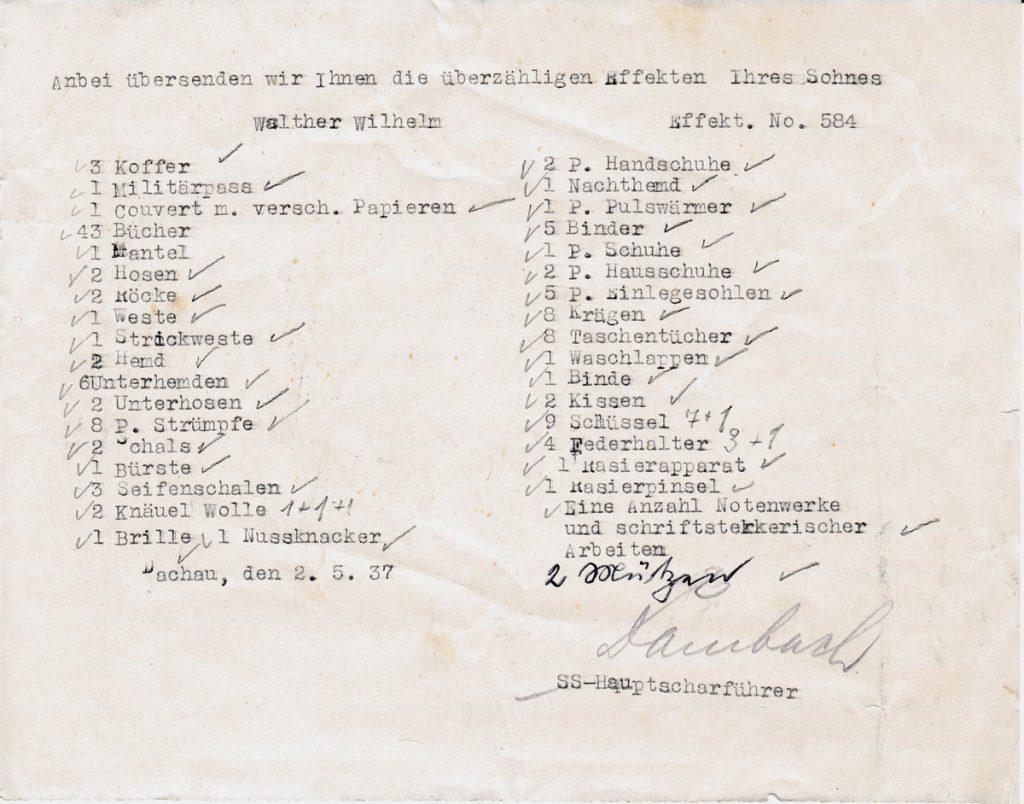 Anbei übersenden wir Ihnen die überzähligen Effekten Ihres Sohnes
Walther Wilhelm Effekt. No. 584
3 Koffer
1 Militärpass
1 Couvert m. versch. Papieren
43 Bücher
1 Mantel
2 Hosen
2 Röcke
1 Weste
1 Strickweste
2 Hemd
6Unterhemden
2 Unterhosen
8 P. Strümpfe
2 Schals
1 Bürste
3 Seifenschalen
2 Knäuel Wolle 1+1+1
1 Brille 1 Nussknacker
Dachau, den 2. 5. 37
2 P. Handschuhe
1 Nachthemd
1 P. Pulswärmer
5 Binder
1 P. Schuhe
2 P. Hausschuhe
5 P. Einlegesohlen
8 Krägen
8 Taschentücher
1 Waschlappen
1 Binde
2 Kissen
9 Schüssel 7+1
4 Federhalter 3+1
1 Rasierapparat
1 Rasierpinsel
Eine Anzahl Notenwerke
und schriftstekkerischer
Arbeiten
2 Mützen
Dambach
SS-Hauptscharführer